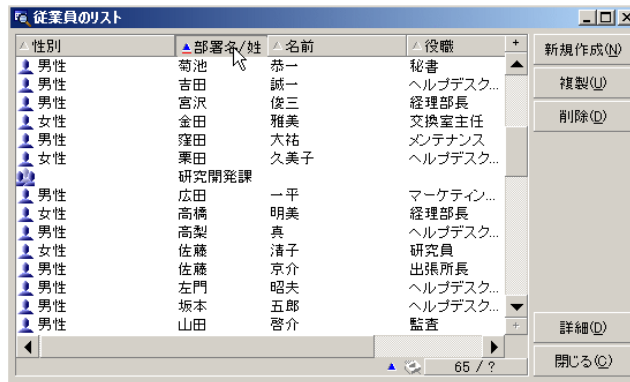 従業員のリスト
性別 部署名/姓 名前 役職 +
男性 菊池 恭一 秘書
男性 吉田 誠一 ヘルプデスク...
男性 宮沢 俊三 経理部長
女性 金田 雅美 交換室主任
男性 窪田 大祐 メンテナンス
女性 栗田 久美子 ヘルプデスク...
研究開発課
男性 広田 一平 マーケティン...
女性 高橋 明美 経理部長
男性 高梨 真 ヘルプデスク...
女性 佐藤 清子 研究員
男性 佐藤 京介 出張所長
男性 左門 昭夫 ヘルプデスク...
男性 坂本 五郎 ヘルプデスク...
男性 山田 啓介 監査
65 / ?
新規作成(N)
複製(U)
削除(D)
詳細(D)
閉じる(C)